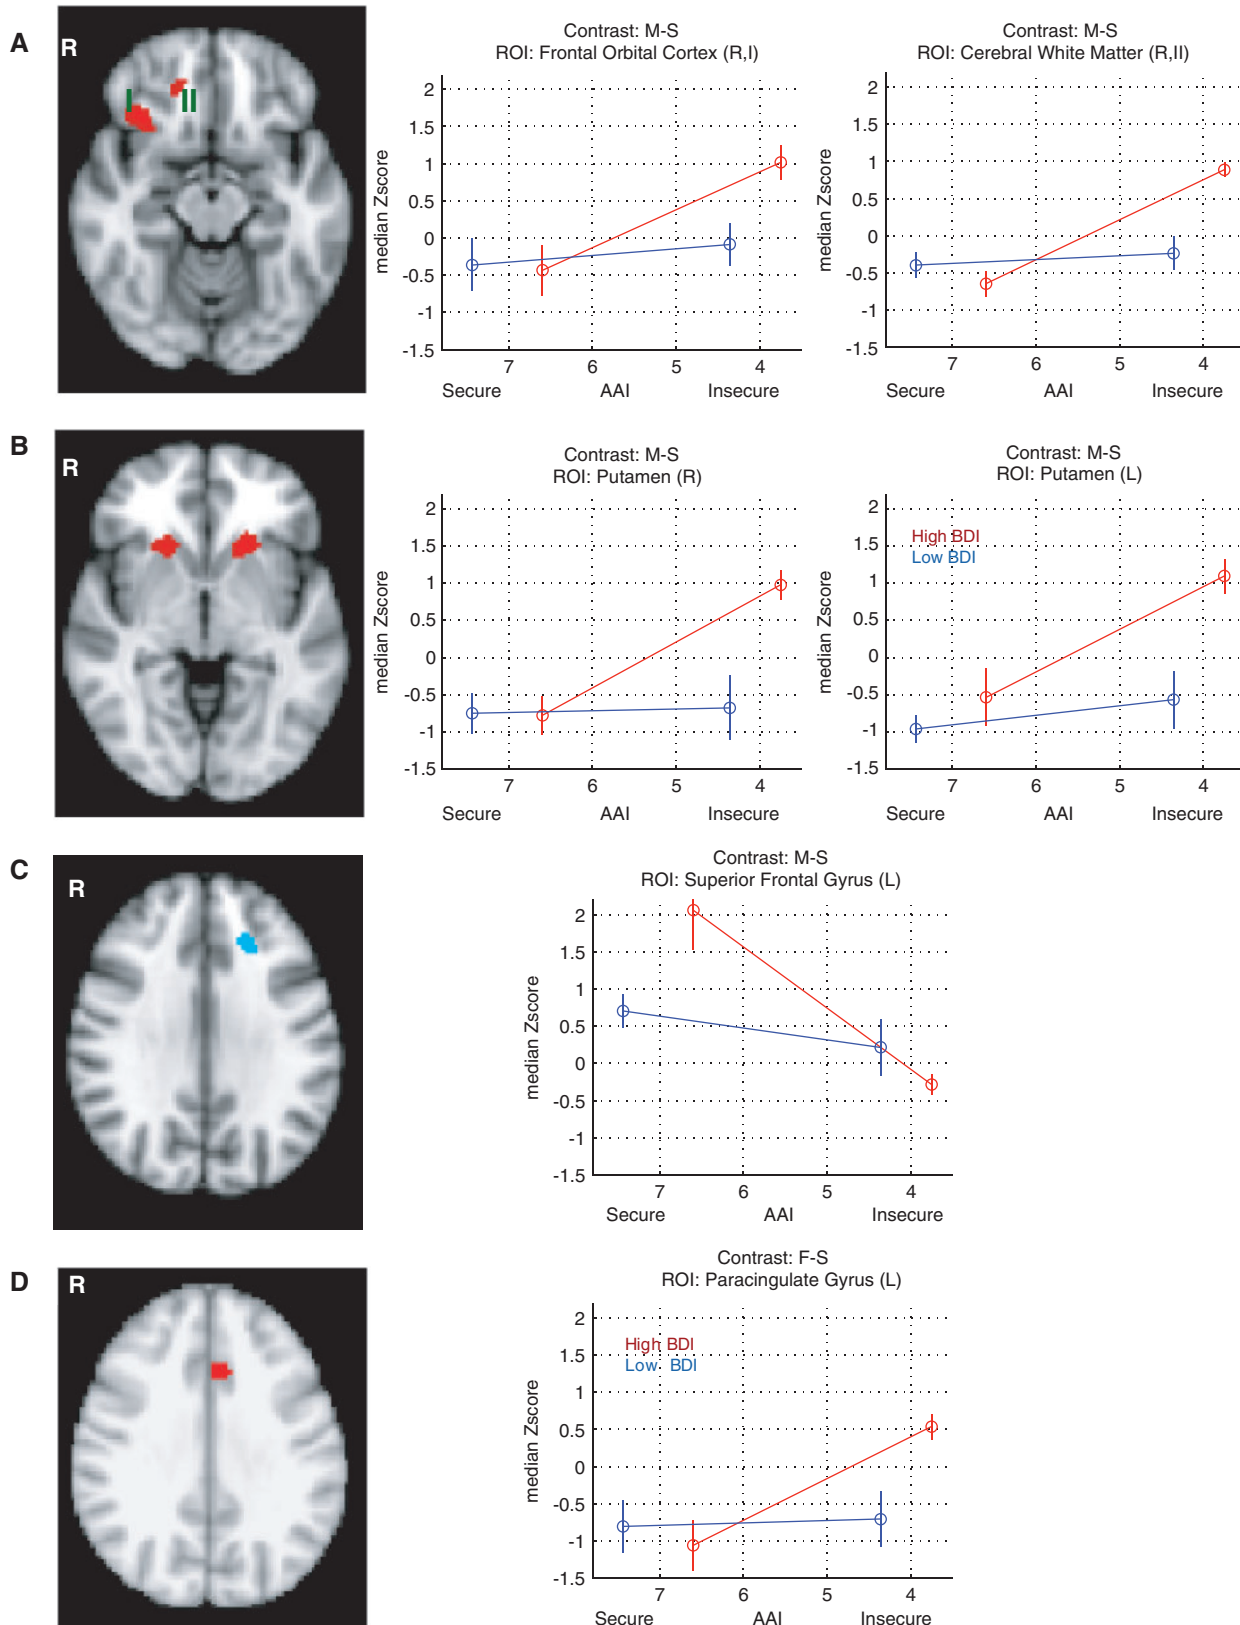 A
R
I II
Contrast: M-S
ROI: Frontal Orbital Cortex (R,I)
median Zscore
2
1.5
1
0.5
0
-0.5
-1
-1.5
7 6 5 4
Secure AAI Insecure
Contrast: M-S
ROI: Cerebral White Matter (R,II)
median Zscore
2
1.5
1
0.5
0
-0.5
-1
-1.5
7 6 5 4
Secure AAI Insecure
B
R
Contrast: M-S
ROI: Putamen (R)
median Zscore
2
1.5
1
0.5
0
-0.5
-1
-1.5
7 6 5 4
Secure AAI Insecure
Contrast: M-S
ROI: Putamen (L)
High BDI
Low BDI
median Zscore
2
1.5
1
0.5
0
-0.5
-1
-1.5
7 6 5 4
Secure AAI Insecure
C
R
Contrast: M-S
ROI: Superior Frontal Gyrus (L)
median Zscore
2
1.5
1
0.5
0
-0.5
-1
-1.5
7 6 5 4
Secure AAI Insecure
D
R
Contrast: F-S
ROI: Paracingulate Gyrus (L)
High BDI
Low BDI
median Zscore
2
1.5
1
0.5
0
-0.5
-1
-1.5
7 6 5 4
Secure AAI Insecure